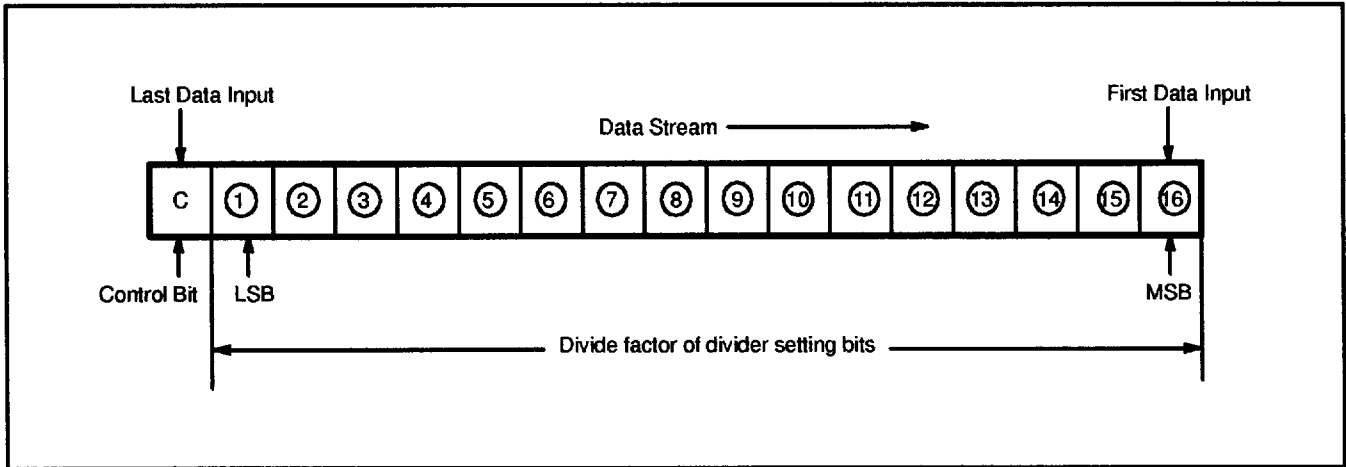 Last Data Input
First Data Input
Data Stream
C 1 2 3 4 5 6 7 8 9 10 11 12 13 14 15 16
Control Bit
LSB
MSB
Divide factor of divider setting bits